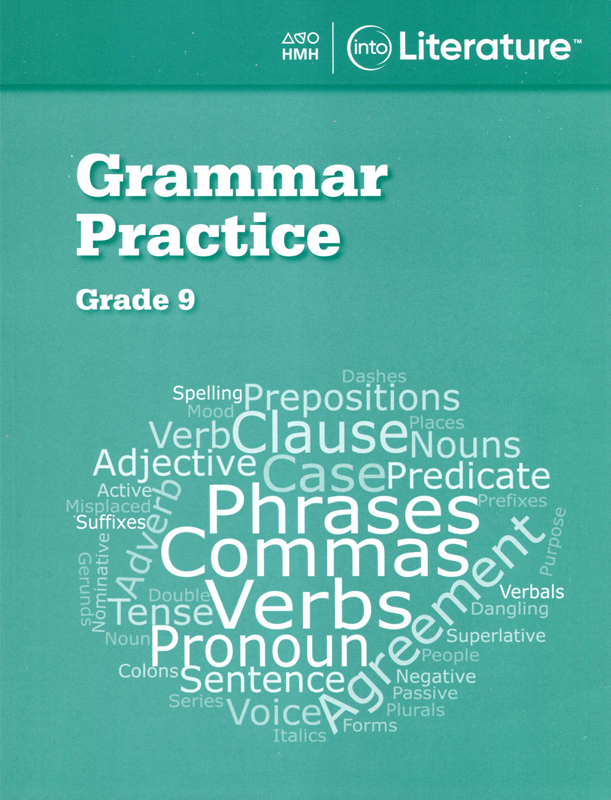 HMH
into Literature™
Grammar
Practice
Grade 9
Dashes
Spelling
Prepositions
Mood
Places
Verb
Clause
Nouns
Adjective
Case
Predicate
Active
Phrases
Prefixes
Misplaced
Suffixes
Adverb
Commas
Purpose
Gerunds
Nominative
Agreement
Double
Verbs
Verbals
Tense
Dangling
Noun
Pronoun
Superlative
People
Colons
Sentence
Negative
Passive
Series
Voice
Plurals
Forms
Italics